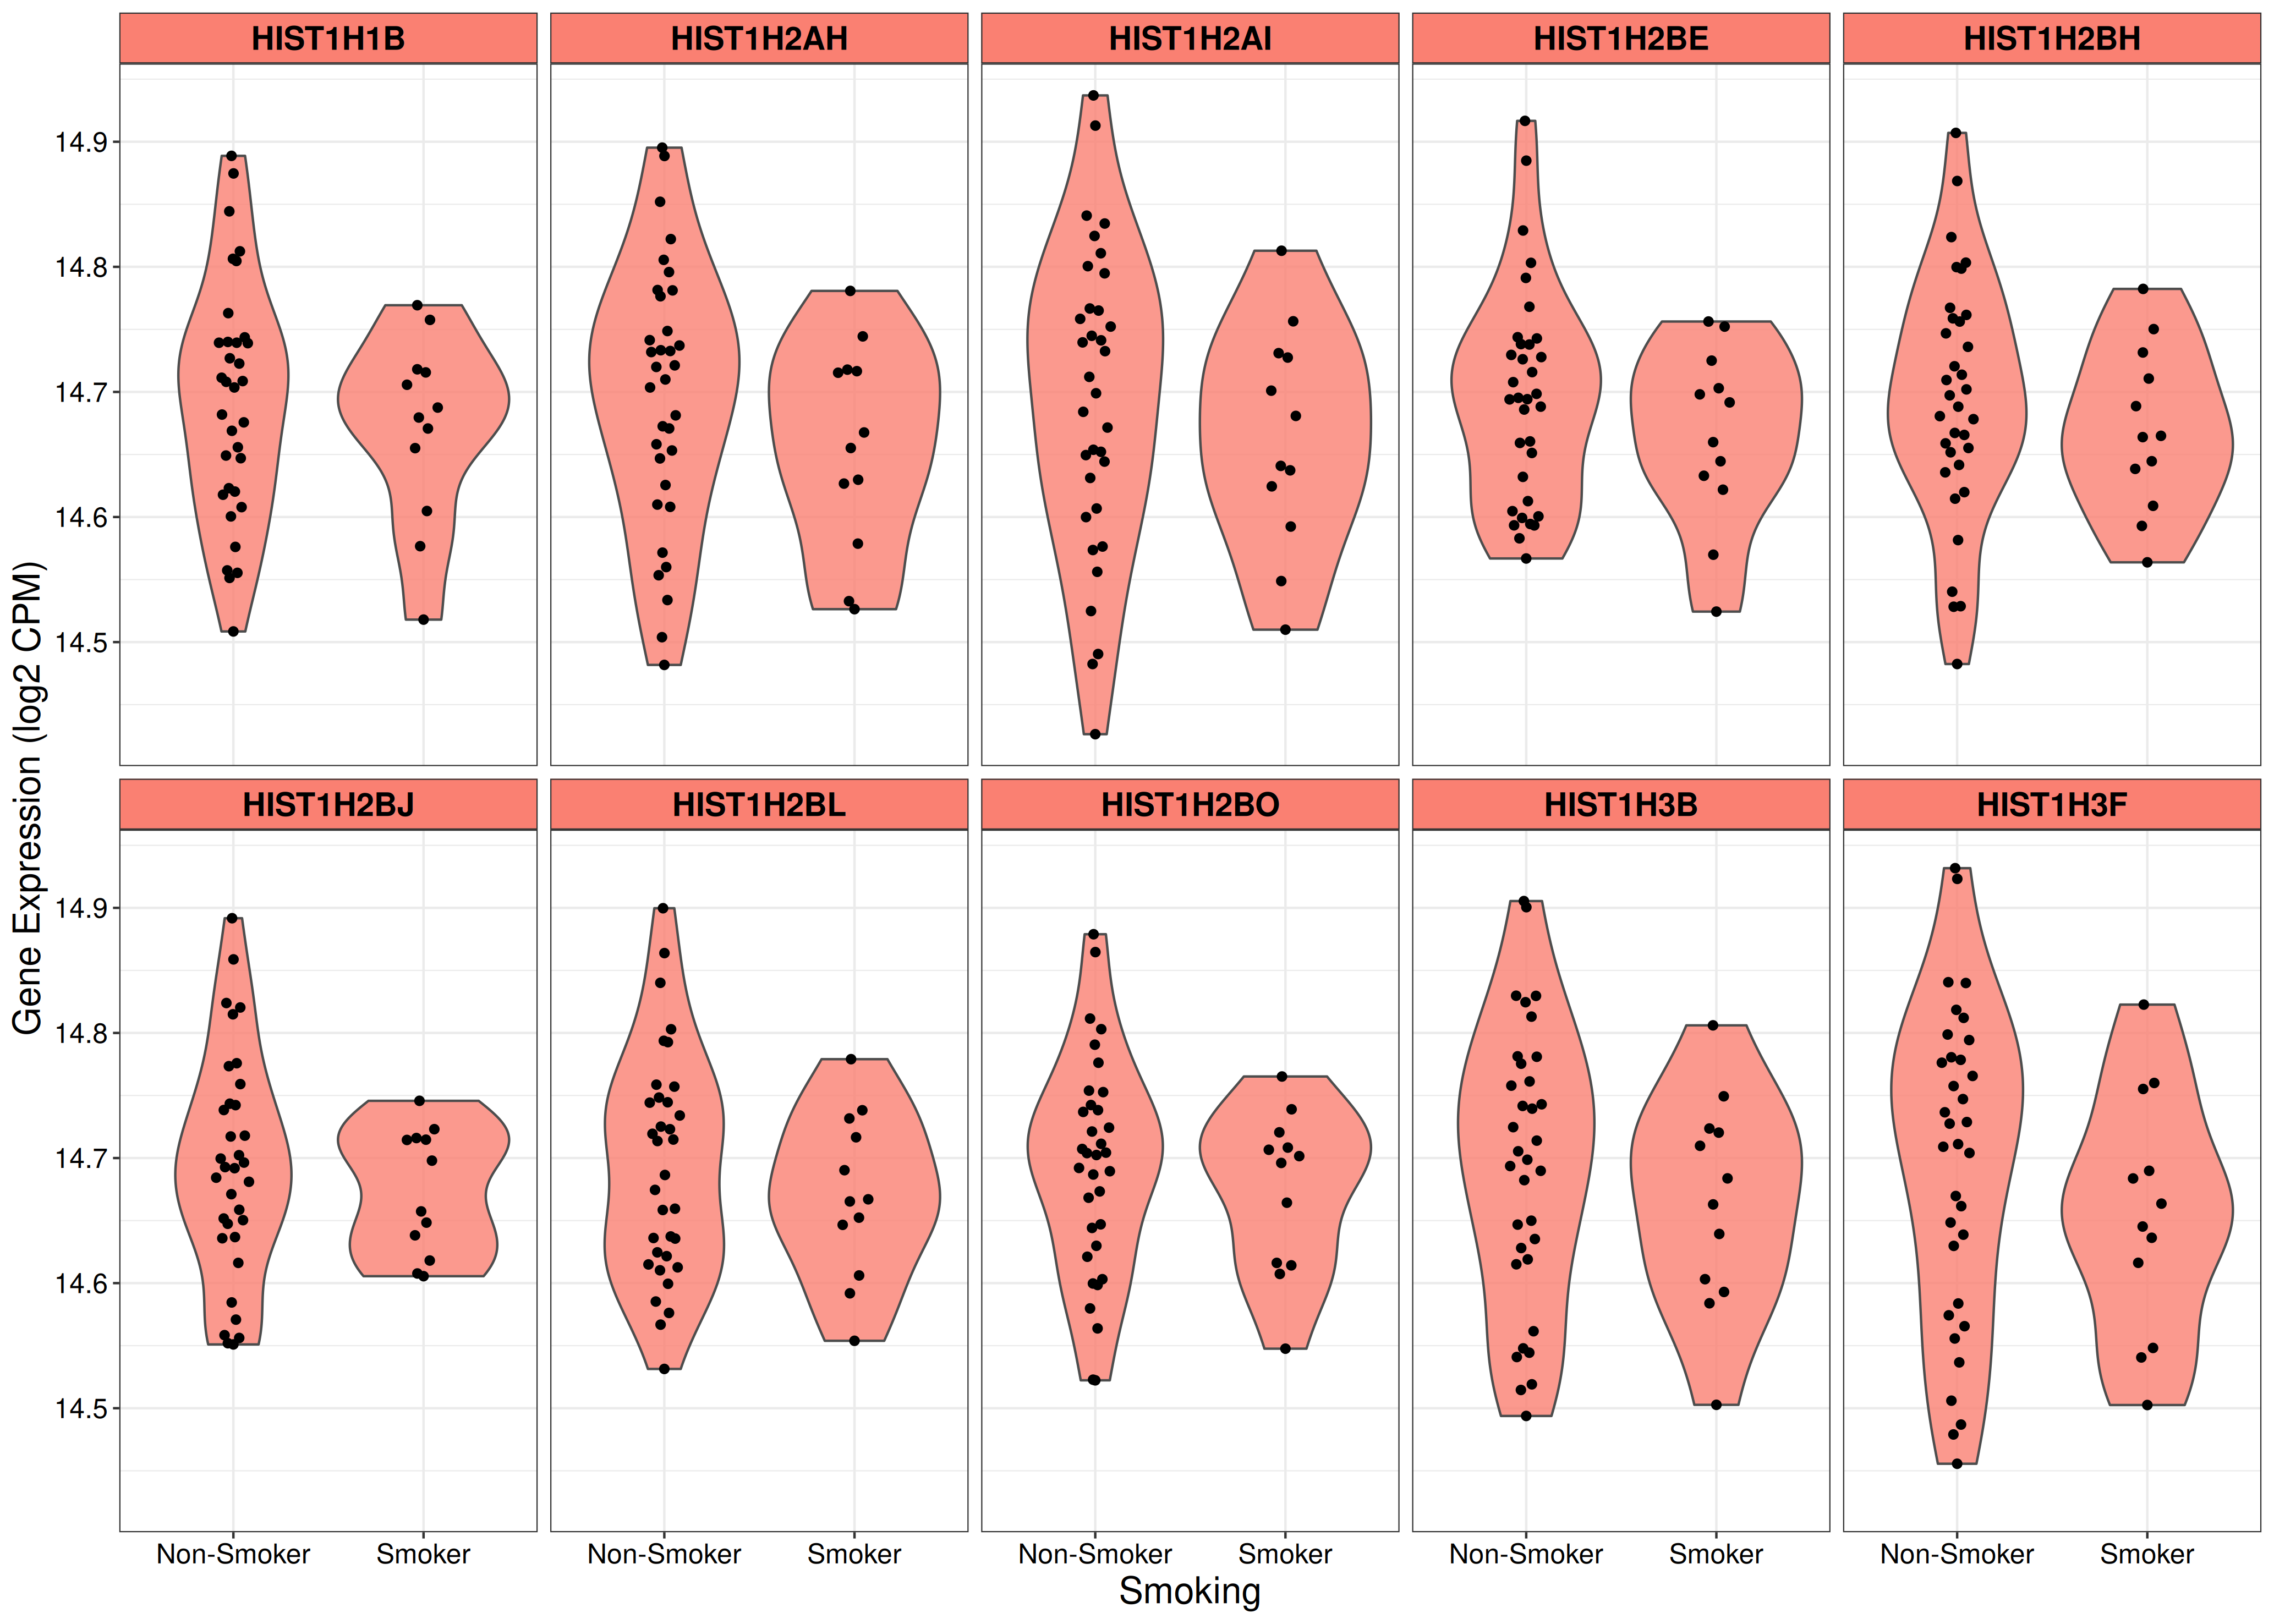 HIST1H1B HIST1H2AH HIST1H2AI HIST1H2BE HIST1H2BH
14.9
14.8
14.7
14.6
14.5
Gene Expression (log2 CPM)
HIST1H2BJ HIST1H2BL HIST1H2BO HIST1H3B HIST1H3F
14.9
14.8
14.7
14.6
14.5
Non-Smoker Smoker Non-Smoker Smoker Non-Smoker Smoker Non-Smoker Smoker Non-Smoker Smoker
Smoking